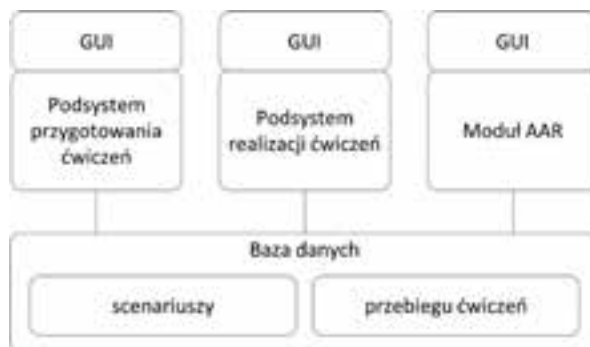 GUI
Podsystem
przygotowania
ćwiczeń
GUI
Podsystem
realizacji ćwiczeń
GUI
Moduł AAR
Baza danych
scenariuszy
przebiegu ćwiczeń